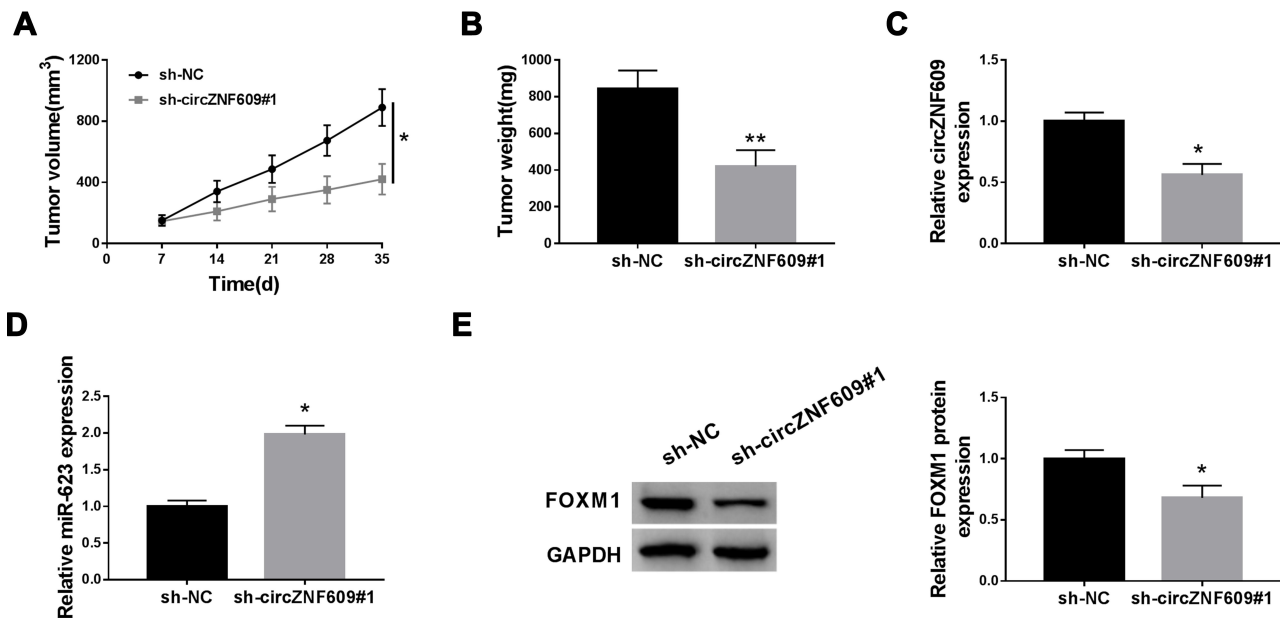 A
Tumor volume(mm3)
1200
800
400
0
sh-NC
sh-circZNF609#1
*
0 7 14 21 28 35
Time(d)
B
Tumor weight(mg)
1000
800
600
400
200
0
**
sh-NC sh-circZNF609#1
C
Relative circZNF609
expression
1.5
1.0
0.5
0.0
*
sh-NC sh-circZNF609#1
D
Relative miR-623 expression
2.5
2.0
1.5
1.0
0.5
0.0
*
sh-NC sh-circZNF609#1
E
sh-NC
sh-circZNF609#1
FOXM1
GAPDH
Relative FOXM1 protein
expression
1.5
1.0
0.5
0.0
*
sh-NC sh-circZNF609#1